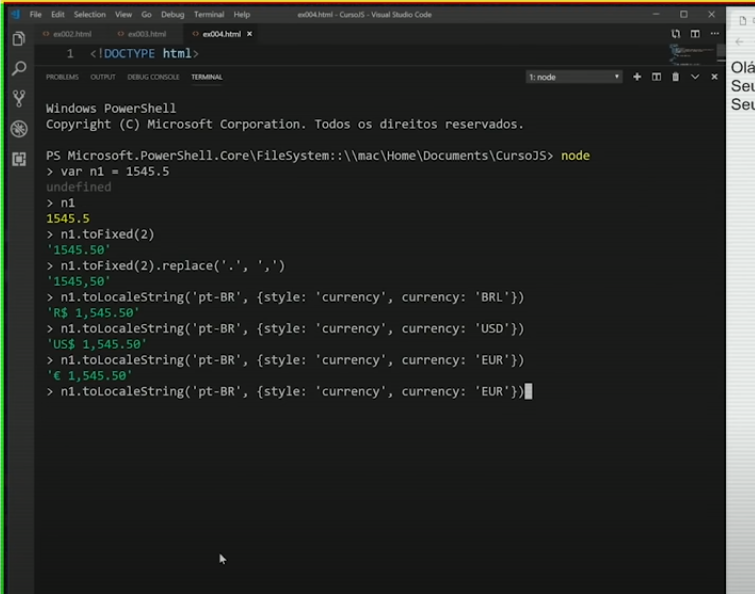 File Edit Selection View Go Debug Terminal Help ex004.html - CursoJS - Visual Studio Code
ex002.html ex003.html ex004.html
1 <!DOCTYPE html>
PROBLEMS OUTPUT DEBUG CONSOLE TERMINAL 1: node
Windows PowerShell
Copyright (C) Microsoft Corporation. Todos os direitos reservados.
PS Microsoft.PowerShell.Core\FileSystem::\\mac\Home\Documents\CursoJS> node
> var n1 = 1545.5
undefined
> n1
1545.5
> n1.toFixed(2)
'1545.50'
> n1.toFixed(2).replace('.', ',')
'1545,50'
> n1.toLocaleString('pt-BR', {style: 'currency', currency: 'BRL'})
'R$ 1,545.50'
> n1.toLocaleString('pt-BR', {style: 'currency', currency: 'USD'})
'US$ 1,545.50'
> n1.toLocaleString('pt-BR', {style: 'currency', currency: 'EUR'})
'€ 1,545.50'
> n1.toLocaleString('pt-BR', {style: 'currency', currency: 'EUR'})
Olá
Seu
Seu